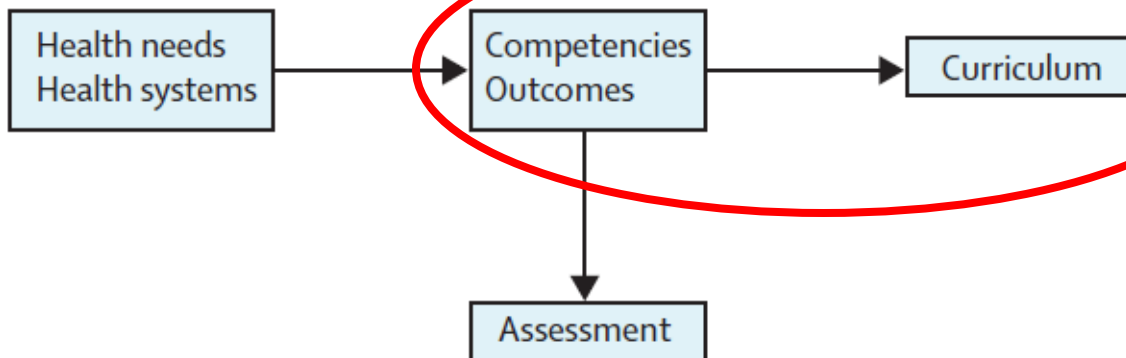 Health needs
Health systems
Competencies
Outcomes
Curriculum
Assessment